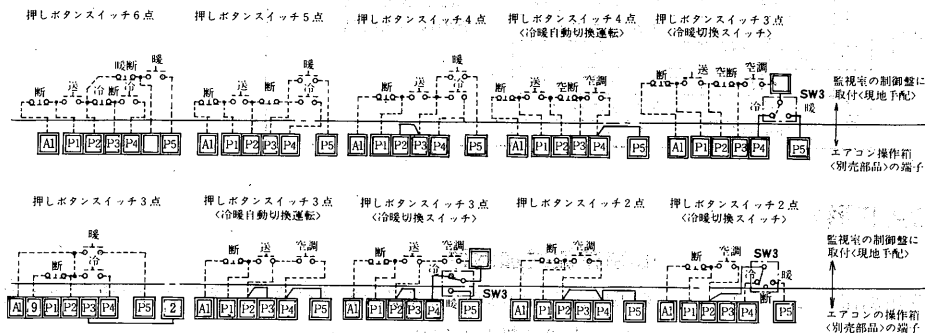 押しボタンスイッチ6点
押しボタンスイッチ5点
押しボタンスイッチ4点
押しボタンスイッチ4点
〈冷暖自動切換運転〉
押しボタンスイッチ3点
〈冷暖切換スイッチ〉
暖断 暖
断 送 冷断 冷
暖
断 送 断 冷
暖
断 送 断 冷
断 送 空断 空調
断 送 空断 空調
SW3
冷 暖
監視室の制御盤に
取付〈現地手配〉
エアコン操作箱
〈別売部品〉の端子
A1 P1 P2 P3 P4 P5
A1 P1 P2 P3 P4 P5
A1 P1 P2 P3 P4 P5
A1 P1 P2 P3 P4 P5
A1 P1 P2 P3 P4 P5
押しボタンスイッチ3点
押しボタンスイッチ3点
〈冷暖自動切換運転〉
押しボタンスイッチ3点
〈冷暖切換スイッチ〉
押しボタンスイッチ2点
押しボタンスイッチ2点
〈冷暖切換スイッチ〉
暖
断 冷
断 送 空調
断 送 空調
冷
暖 SW3
断 送
断 空調 SW3
冷 暖
断
監視室の制御盤に
取付〈現地手配〉
エアコンの操作箱
〈別売部品〉の端子
A1 9 P1 P2 P3 P4 P5 2
A1 P1 P2 P3 P4 P5
A1 P1 P2 P3 P4 P5
A1 P1 P2 P3 P4 P5
A1 P1 P2 P3 P4 P5